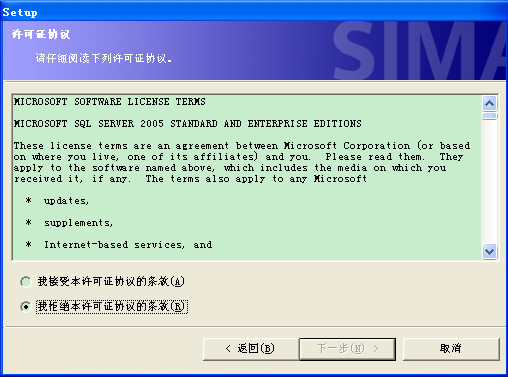 Setup
许可证协议
请仔细阅读下列许可证协议。
SIMA
MICROSOFT SOFTWARE LICENSE TERMS
MICROSOFT SQL SERVER 2005 STANDARD AND ENTERPRISE EDITIONS
These license terms are an agreement between Microsoft Corporation (or based
on where you live, one of its affiliates) and you.  Please read them.  They
apply to the software named above, which includes the media on which you
received it, if any.  The terms also apply to any Microsoft
* updates,
* supplements,
* Internet-based services, and
我接受本许可证协议的条款(A)
我拒绝本许可证协议的条款(R)
< 返回(B) 下一步(N) > 取消